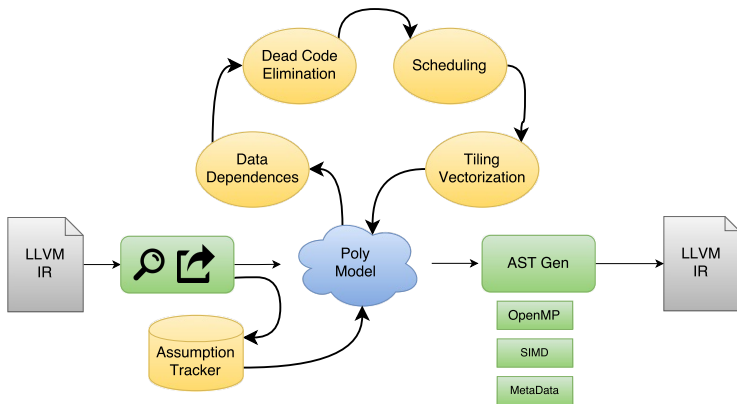 Dead Code
Elimination
Scheduling
Data
Dependences
Tiling
Vectorization
LLVM
IR
Poly
Model
AST Gen
LLVM
IR
OpenMP
SIMD
MetaData
Assumption
Tracker